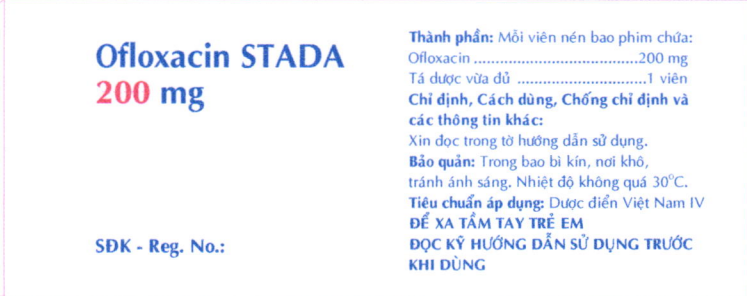 Ofloxacin STADA
200 mg
SĐK - Reg. No.:
Thành phần: Mỗi viên nén bao phim chứa:
Ofloxacin ......................................200 mg
Tá dược vừa đủ ..............................1 viên
Chỉ định, Cách dùng, Chống chỉ định và
các thông tin khác:
Xin đọc trong tờ hướng dẫn sử dụng.
Bảo quản: Trong bao bì kín, nơi khô,
tránh ánh sáng. Nhiệt độ không quá 30°C.
Tiêu chuẩn áp dụng: Dược điển Việt Nam IV
ĐỂ XA TẦM TAY TRẺ EM
ĐỌC KỸ HƯỚNG DẪN SỬ DỤNG TRƯỚC
KHI DÙNG